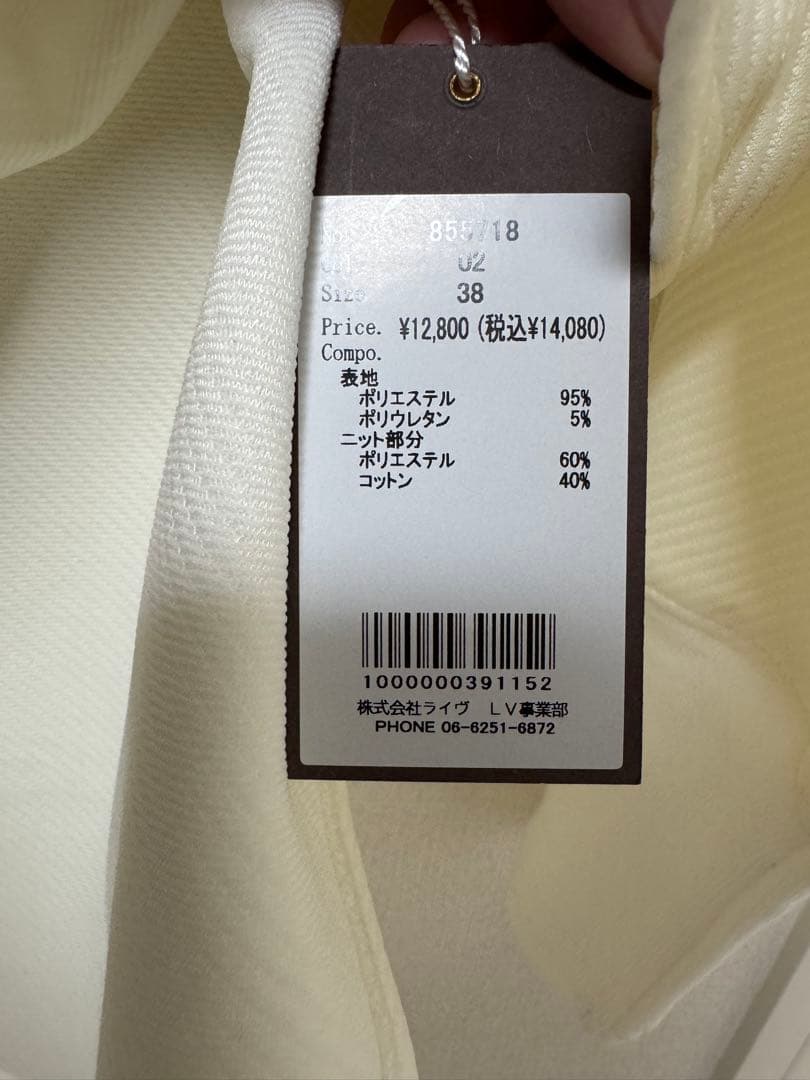 No. 855718
Col 02
Size 38
Price. ¥12,800 (税込¥14,080)
Compo.
表地
ポリエステル 95%
ポリウレタン 5%
ニット部分
ポリエステル 60%
コットン 40%
1000000391152
株式会社ライヴ LV事業部
PHONE 06-6251-6872